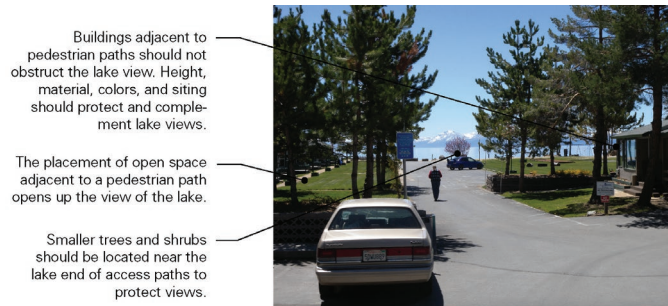 Buildings adjacent to
pedestrian paths should not
obstruct the lake view. Height,
material, colors, and siting
should protect and comple-
ment lake views.
The placement of open space
adjacent to a pedestrian path
opens up the view of the lake.
Smaller trees and shrubs
should be located near the
lake end of access paths to
protect views.